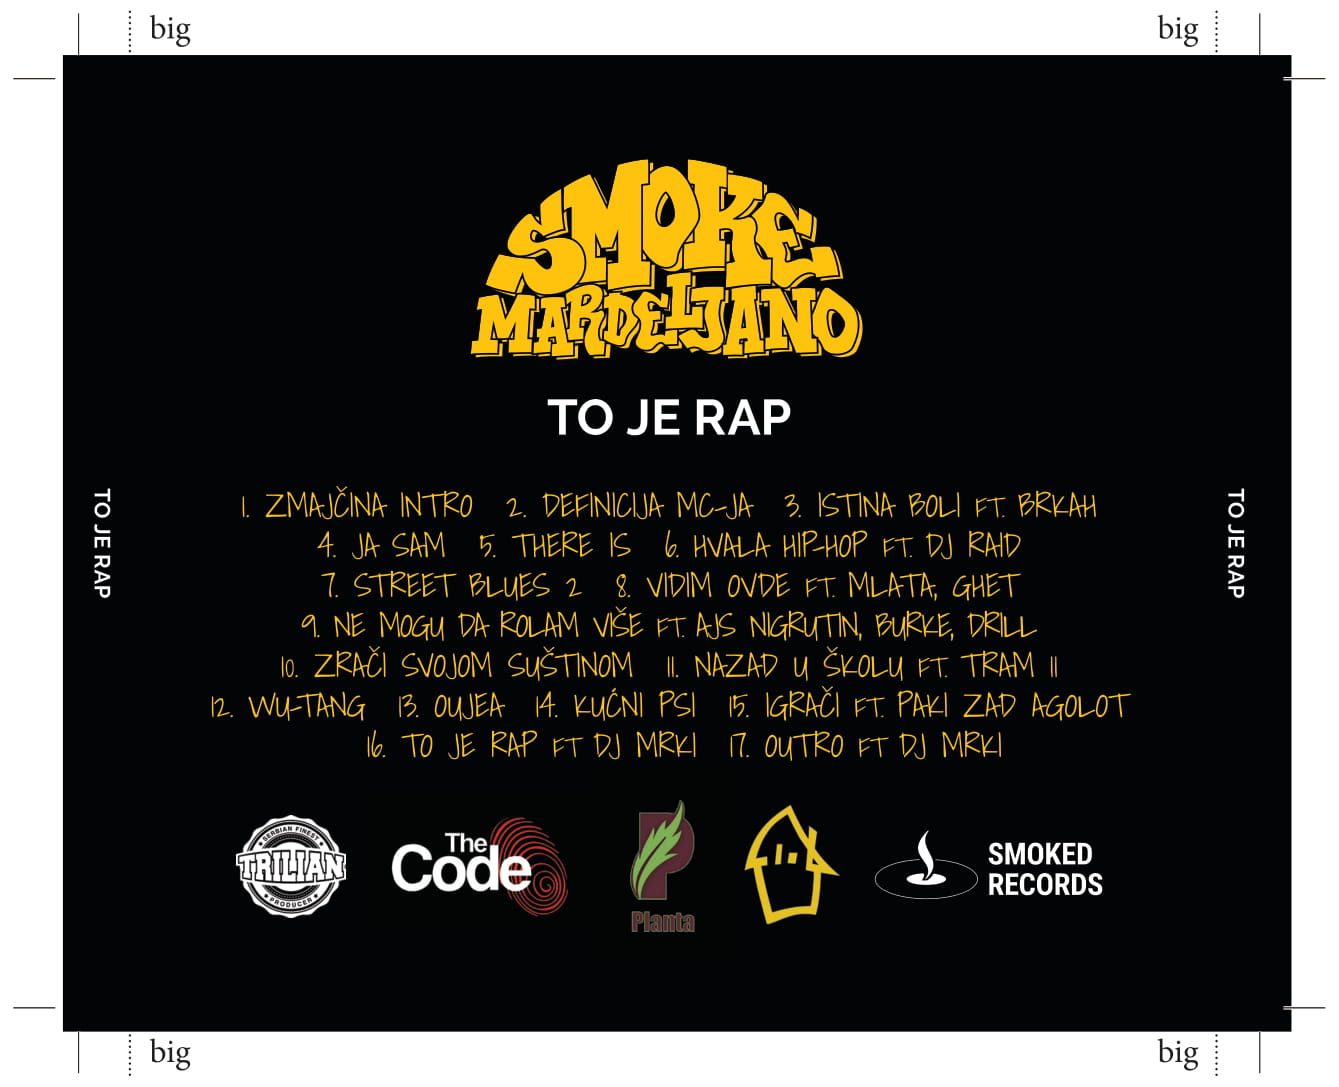 big
big
SMOKE
MARDELJANO
TO JE RAP
TO JE RAP
TO JE RAP
1. ZMAJČINA INTRO 2. DEFINICIJA MC-JA 3. ISTINA BOLI FT. BRKAH
4. JA SAM 5. THERE IS 6. HVALA HIP-HOP FT. DJ RAID
7. STREET BLUES 2 8. VIDIM OVDE FT. MLATA, GHET
9. NE MOGU DA ROLAM VIŠE FT. AJS NIGRUTIN, BURKE, DRILL
10. ZRAČI SVOJOM SUŠTINOM 11. NAZAD U ŠKOLU FT. TRAM 11
12. WU-TANG 13. OUJEA 14. KUĆNI PSI 15. IGRAČI FT. PAKI ZAD AGOLOT
16. TO JE RAP FT DJ MRKI 17. OUTRO FT DJ MRKI
SERBIAN FINEST
TRILIAN
PRODUCER
The
Code
P
Planta
SMOKED
RECORDS
big
big